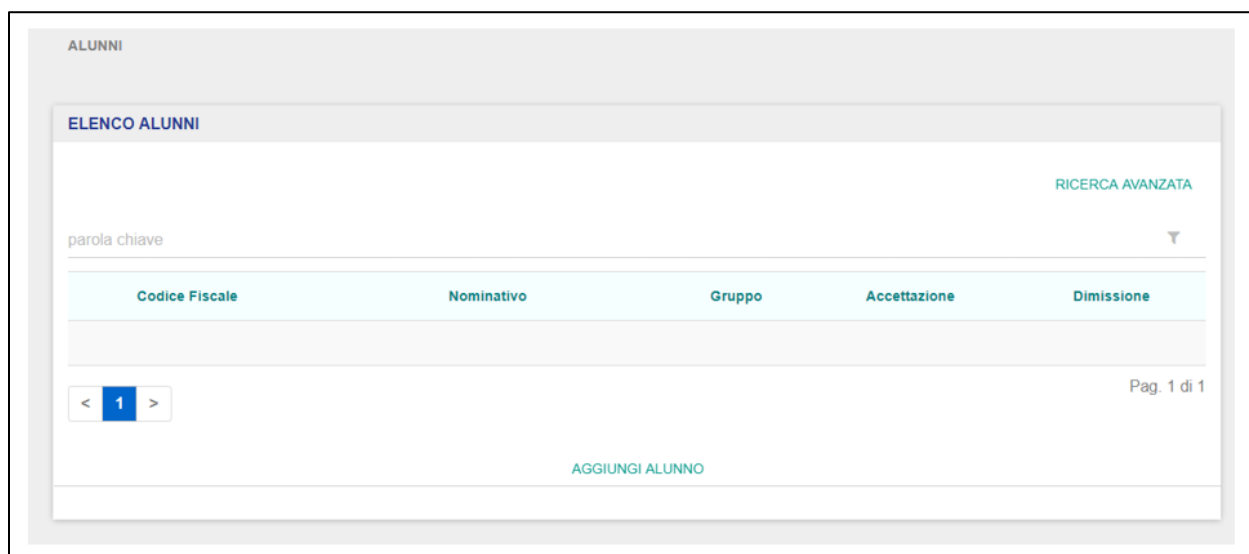 ALUNNI
ELENCO ALUNNI
RICERCA AVANZATA
parola chiave
Codice Fiscale Nominativo Gruppo Accettazione Dimissione
Pag. 1 di 1
< 1 >
AGGIUNGI ALUNNO